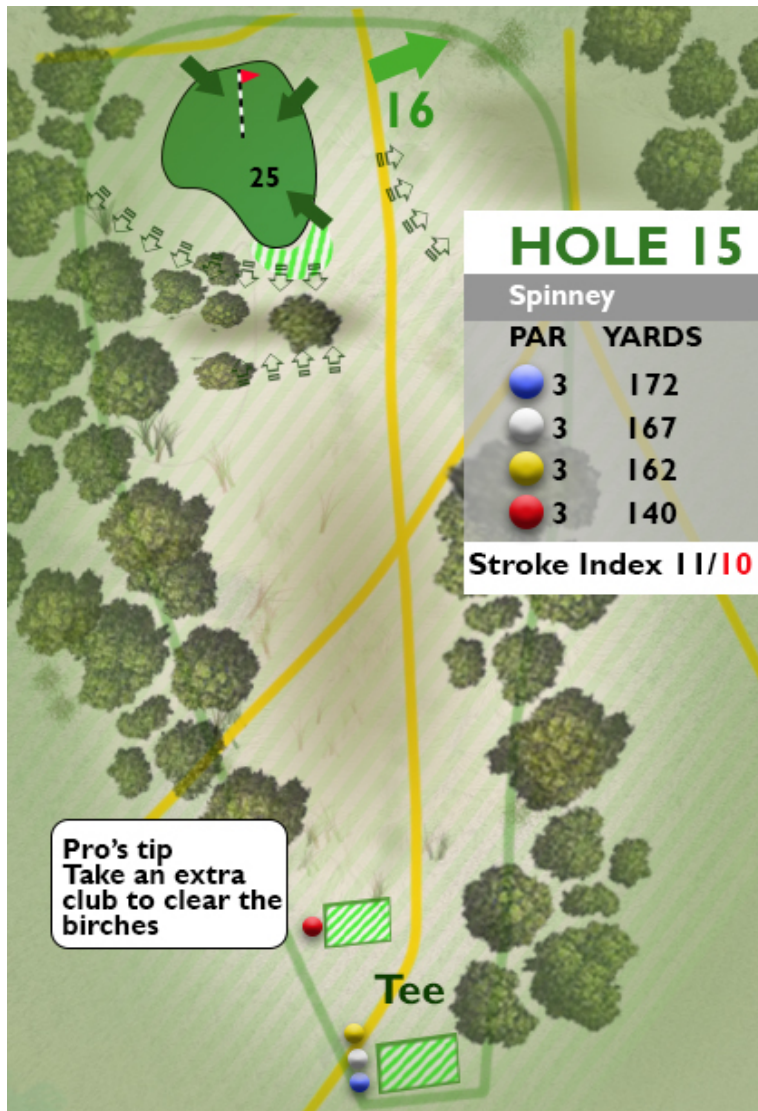 16
25
HOLE 15
Spinney
PAR YARDS
3 172
3 167
3 162
3 140
Stroke Index 11/10
Pro's tip
Take an extra
club to clear the
birches
Tee